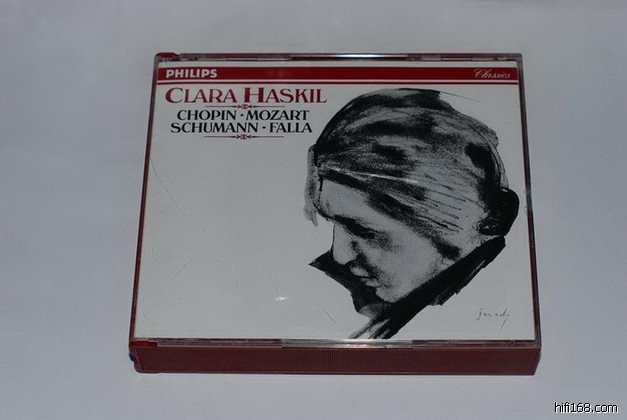 PHILIPS
Classics
CLARA HASKIL
CHOPIN · MOZART
SCHUMANN · FALLA
hifi168.com